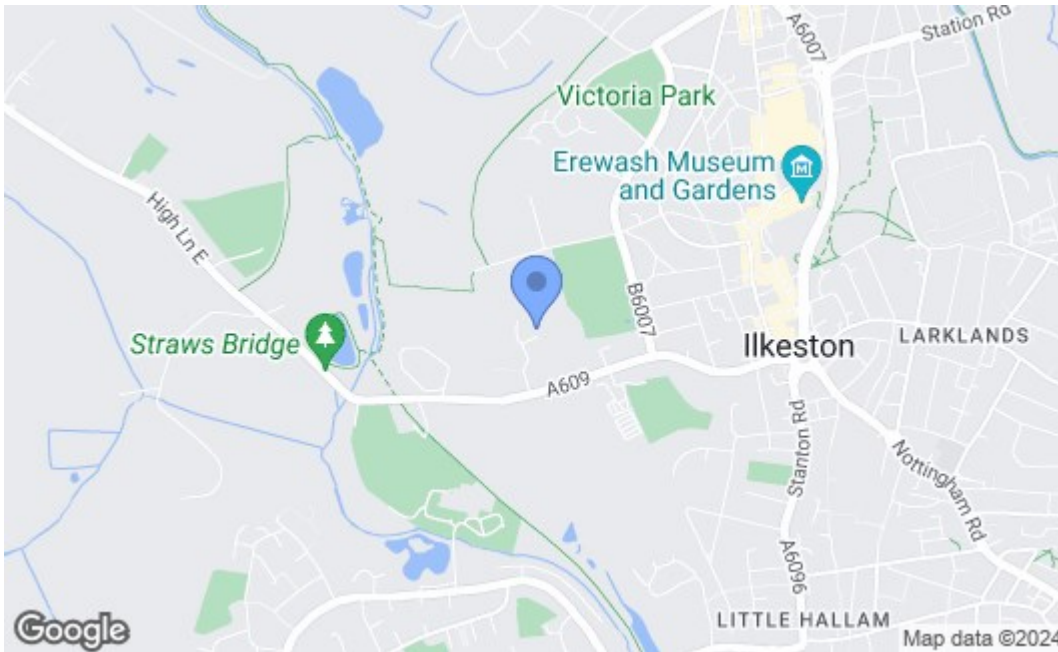 A6007
Station Rd
Victoria Park
Erewash Museum
and Gardens
High Ln E
B6007
Straws Bridge
Ilkeston
LARKLANDS
A609
Stanton Rd
Nottingham Rd
A6096
LITTLE HALLAM
Google
Map data ©2024